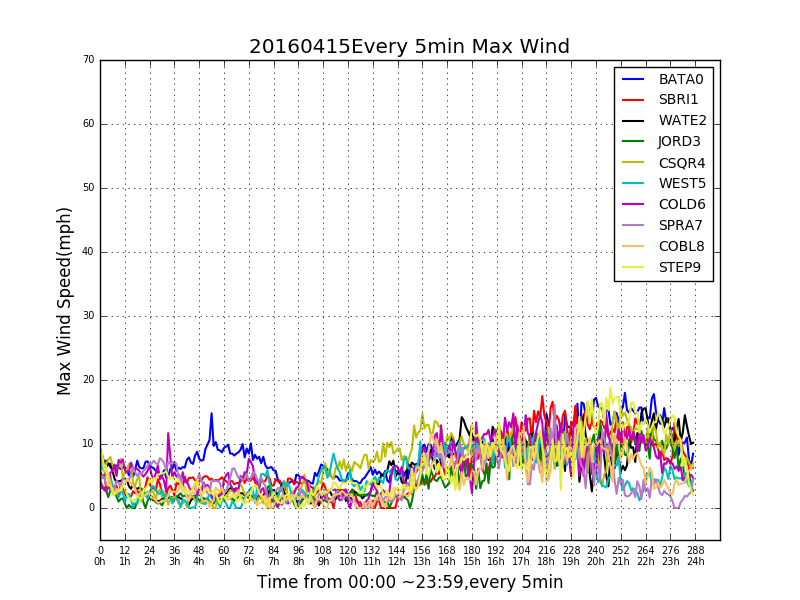 20160415Every 5min Max Wind
70
60
50
40
30
20
10
0
Max Wind Speed(mph)
BATA0
SBRI1
WATE2
JORD3
CSQR4
WEST5
COLD6
SPRA7
COBL8
STEP9
0 12 24 36 48 60 72 84 96 108 120 132 144 156 168 180 192 204 216 228 240 252 264 276 288
0h 1h 2h 3h 4h 5h 6h 7h 8h 9h 10h 11h 12h 13h 14h 15h 16h 17h 18h 19h 20h 21h 22h 23h 24h
Time from 00:00 ~23:59,every 5min